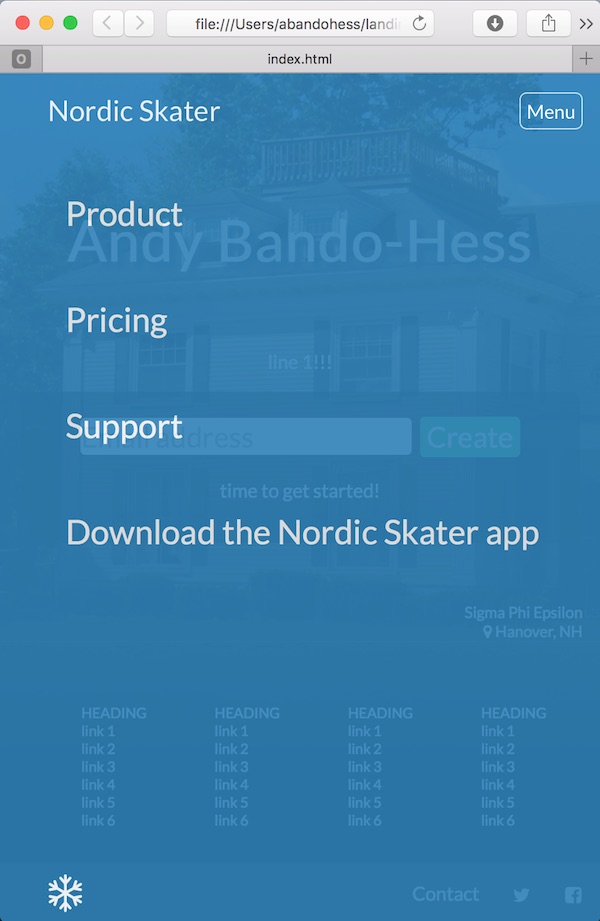 file:///Users/abandohess/landi
O
index.html
Nordic Skater
Menu
Product
Andy Bando-Hess
Pricing
line 1!!!
Support
address
Create
time to get started!
Download the Nordic Skater app
Sigma Phi Epsilon
Hanover, NH
HEADING HEADING HEADING HEADING
link 1 link 1 link 1 link 1
link 2 link 2 link 2 link 2
link 3 link 3 link 3 link 3
link 4 link 4 link 4 link 4
link 5 link 5 link 5 link 5
link 6 link 6 link 6 link 6
Contact